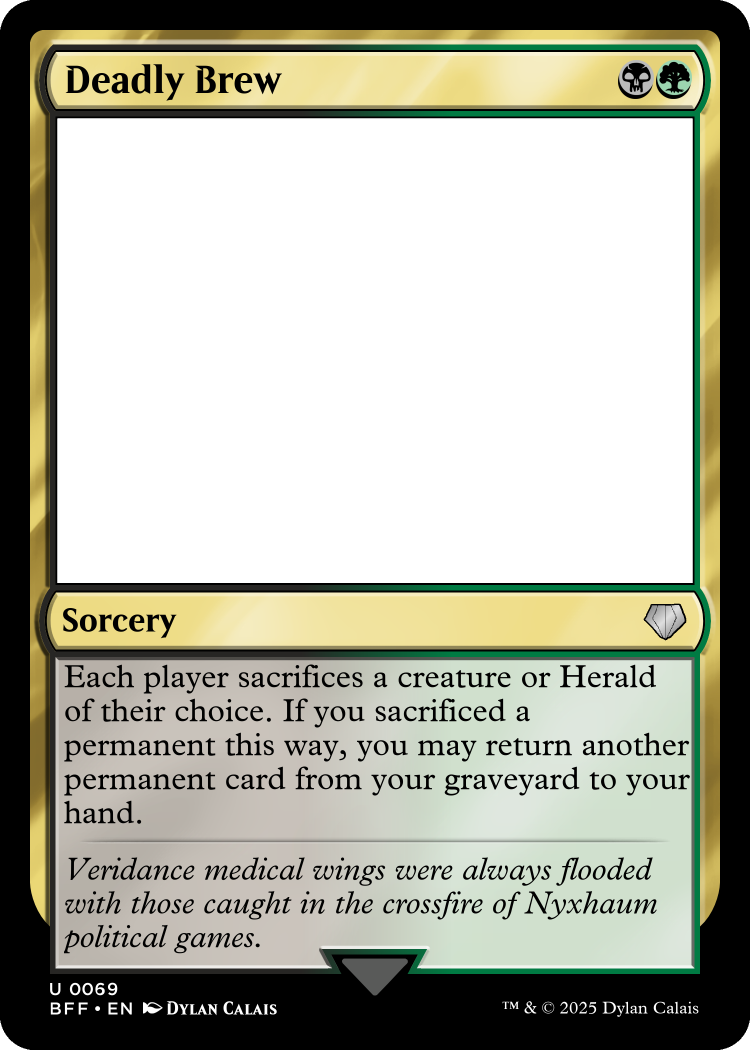 Deadly Brew
Sorcery
Each player sacrifices a creature or Herald
of their choice. If you sacrificed a
permanent this way, you may return another
permanent card from your graveyard to your
hand.
Veridance medical wings were always flooded
with those caught in the crossfire of Nyxhaum
political games.
U 0069
BFF • EN Dylan Calais
™ & © 2025 Dylan Calais